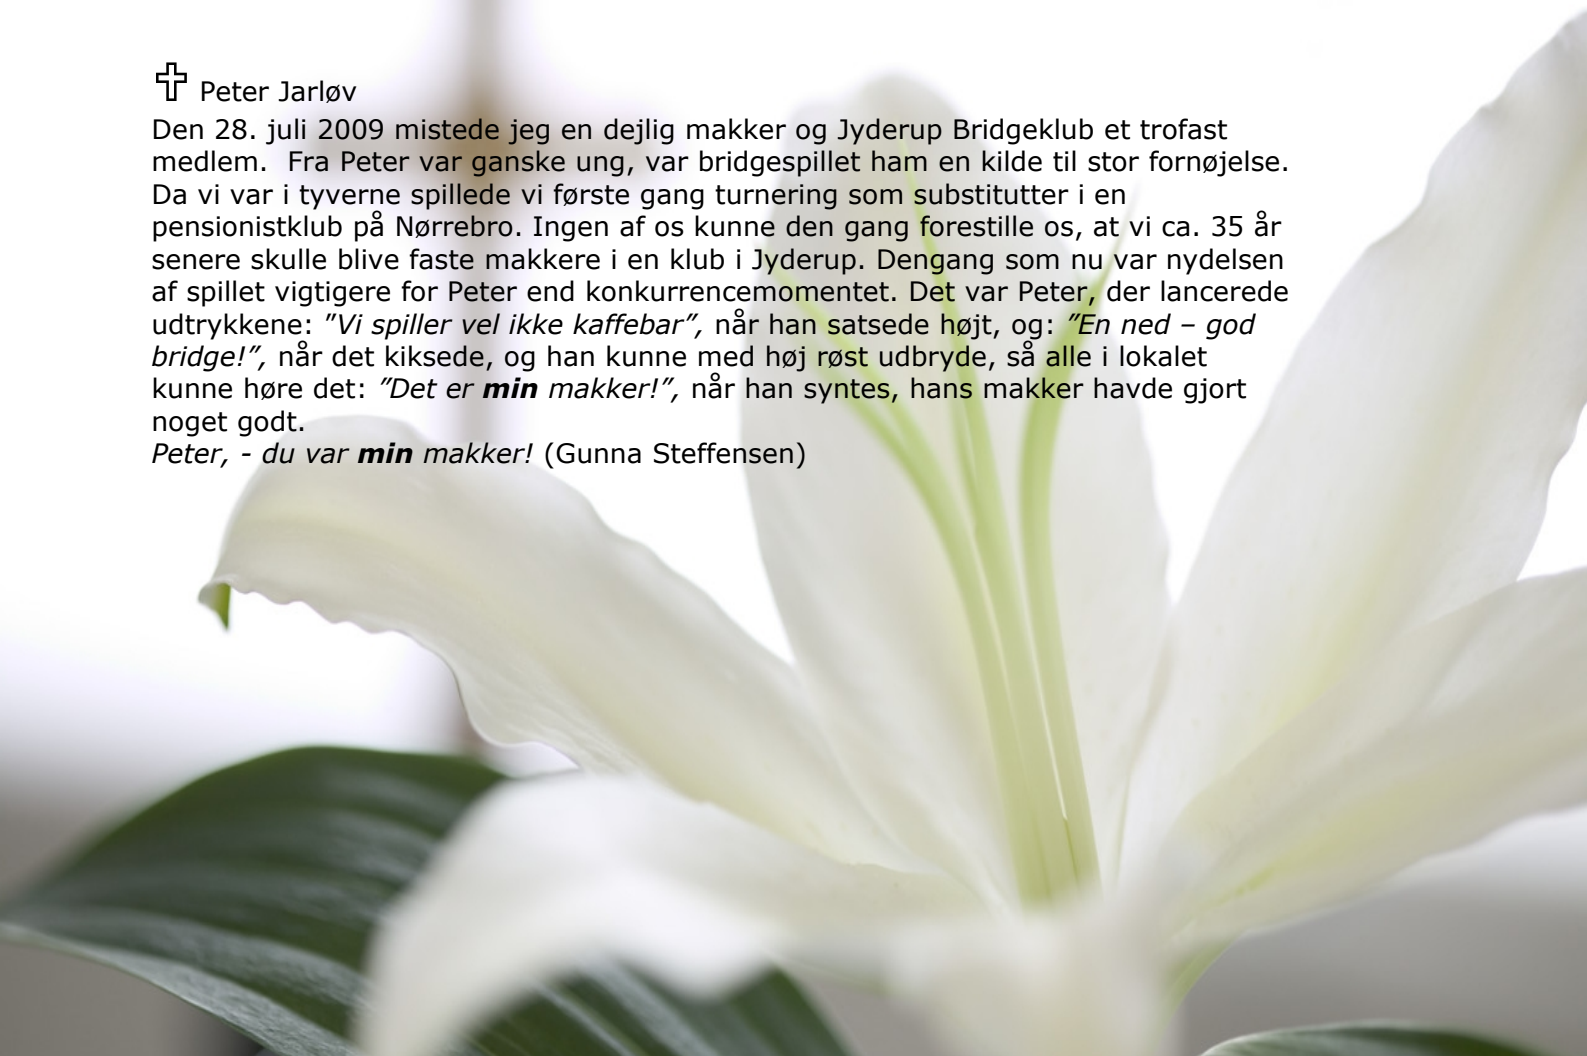 ✞ Peter Jarløv
Den 28. juli 2009 mistede jeg en dejlig makker og Jyderup Bridgeklub et trofast
medlem.  Fra Peter var ganske ung, var bridgespillet ham en kilde til stor fornøjelse.
Da vi var i tyverne spillede vi første gang turnering som substitutter i en
pensionistklub på Nørrebro. Ingen af os kunne den gang forestille os, at vi ca. 35 år
senere skulle blive faste makkere i en klub i Jyderup. Dengang som nu var nydelsen
af spillet vigtigere for Peter end konkurrencemomentet. Det var Peter, der lancerede
udtrykkene: ”Vi spiller vel ikke kaffebar”, når han satsede højt, og: ”En ned – god
bridge!”, når det kiksede, og han kunne med høj røst udbryde, så alle i lokalet
kunne høre det: ”Det er min makker!”, når han syntes, hans makker havde gjort
noget godt.
Peter, - du var min makker! (Gunna Steffensen)